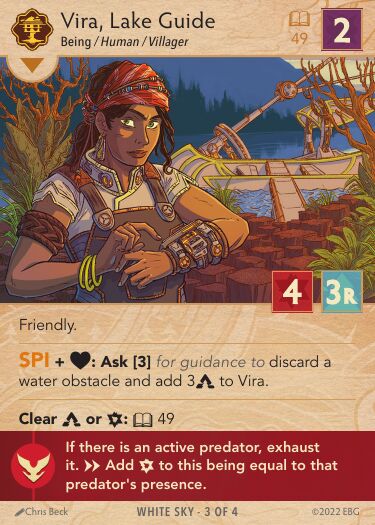 Vira, Lake Guide
Being / Human / Villager
49
2
4
3R
Friendly.
SPI + : Ask [3] for guidance to discard a
water obstacle and add 3 to Vira.
Clear or : 49
If there is an active predator, exhaust
it. Add to this being equal to that
predator's presence.
Chris Beck
WHITE SKY - 3 OF 4
©2022 EBG